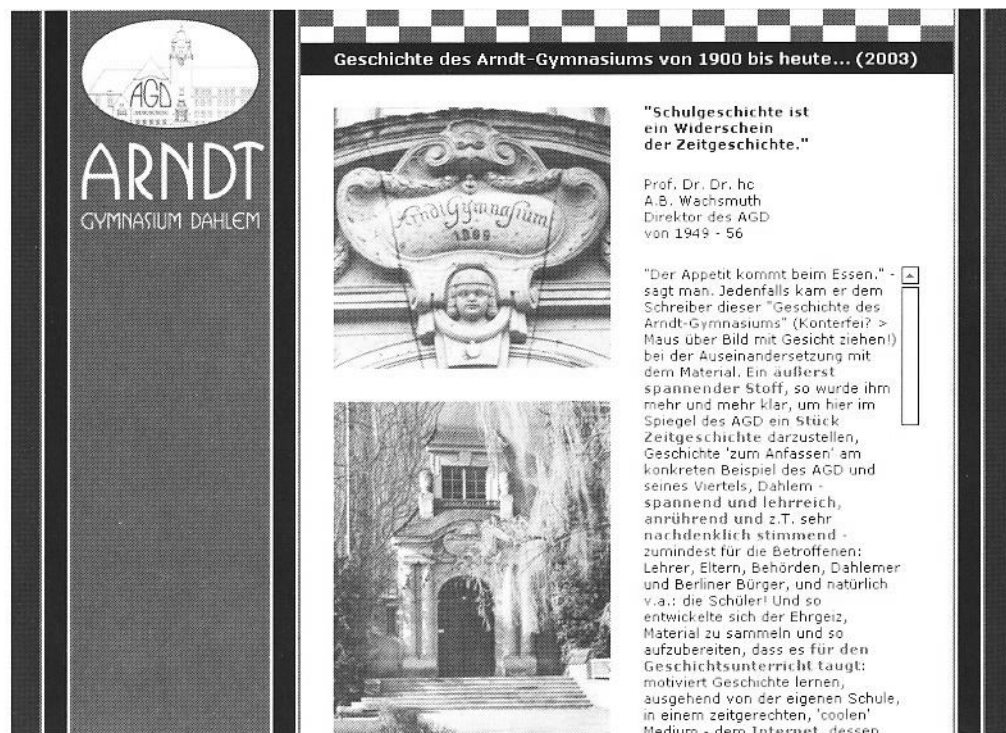 AGD
ARNDT
GYMNASIUM DAHLEM
Geschichte des Arndt-Gymnasiums von 1900 bis heute... (2003)
Arndt Gymnasium
"Schulgeschichte ist
ein Widerschein
der Zeitgeschichte."
Prof. Dr. Dr. hc
A.B. Wachsmuth
Direktor des AGD
von 1949 - 56
"Der Appetit kommt beim Essen." -
sagt man. Jedenfalls kam er dem
Schreiber dieser "Geschichte des
Arndt-Gymnasiums" (Konterfei? >
Maus über Bild mit Gesicht ziehen!)
bei der Auseinandersetzung mit
dem Material. Ein äußerst
spannender Stoff, so wurde ihm
mehr und mehr klar, um hier im
Spiegel des AGD ein Stück
Zeitgeschichte darzustellen,
Geschichte 'zum Anfassen' am
konkreten Beispiel des AGD und
seines Viertels, Dahlem -
spannend und lehrreich,
anrührend und z.T. sehr
nachdenklich stimmend -
zumindest für die Betroffenen:
Lehrer, Eltern, Behörden, Dahlemer
und Berliner Bürger, und natürlich
v.a.: die Schüler! Und so
entwickelte sich der Ehrgeiz,
Material zu sammeln und so
aufzubereiten, dass es für den
Geschichtsunterricht taugt:
motiviert Geschichte lernen,
ausgehend von der eigenen Schule,
in einem zeitgerechten, 'coolen'
Medium - dem Internet, dessen